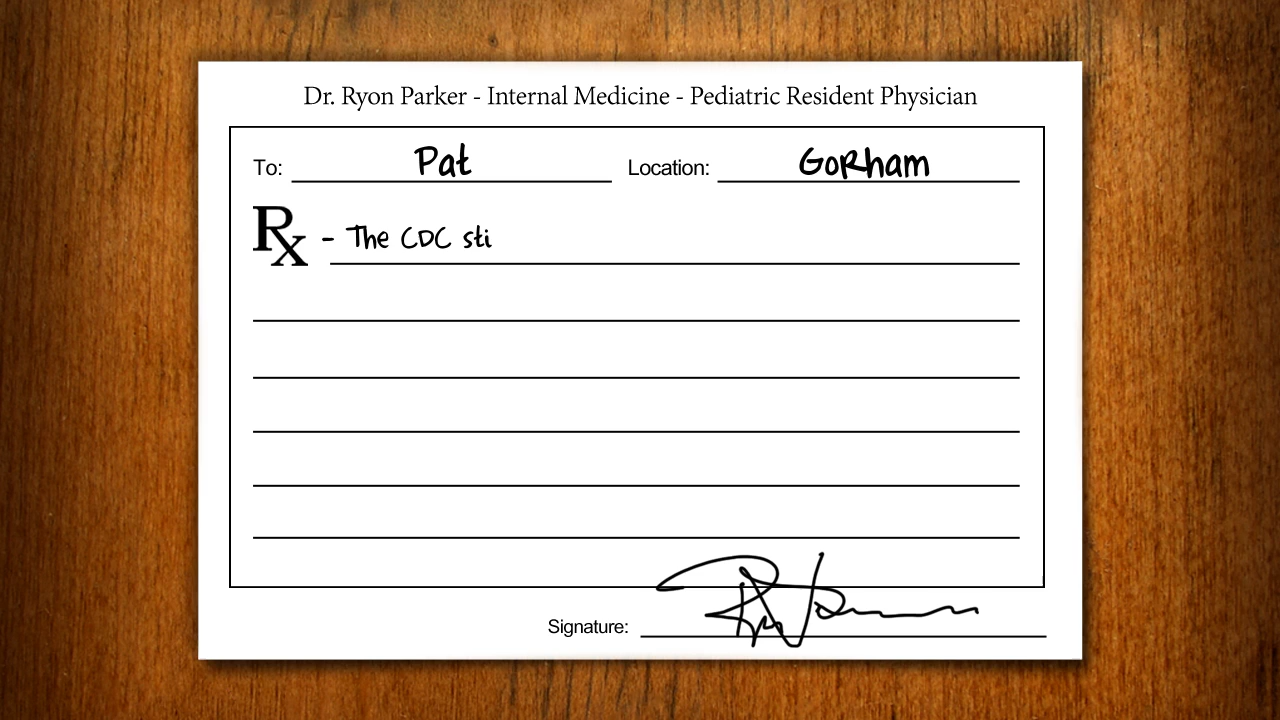 Dr. Ryon Parker - Internal Medicine - Pediatric Resident Physician
To: Pat Location: GoRham
Rx - The CDC sti
Signature: